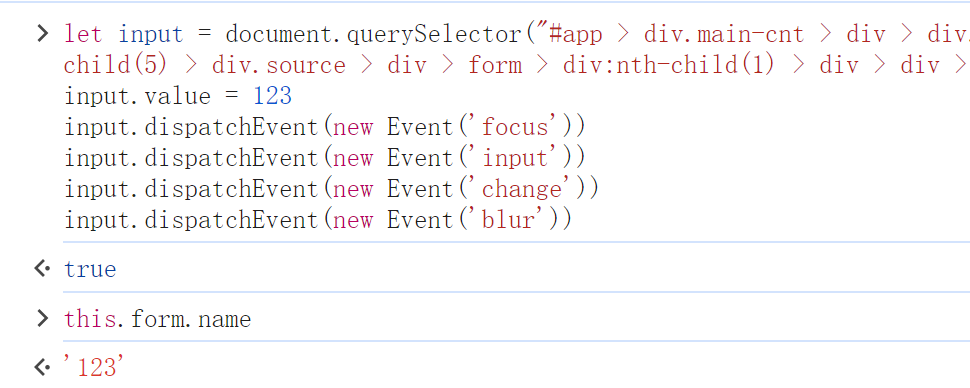 let input = document.querySelector("#app > div.main-cnt > div > div.
child(5) > div.source > div > form > div:nth-child(1) > div > div >
input.value = 123
input.dispatchEvent(new Event('focus'))
input.dispatchEvent(new Event('input'))
input.dispatchEvent(new Event('change'))
input.dispatchEvent(new Event('blur'))
true
this.form.name
'123'